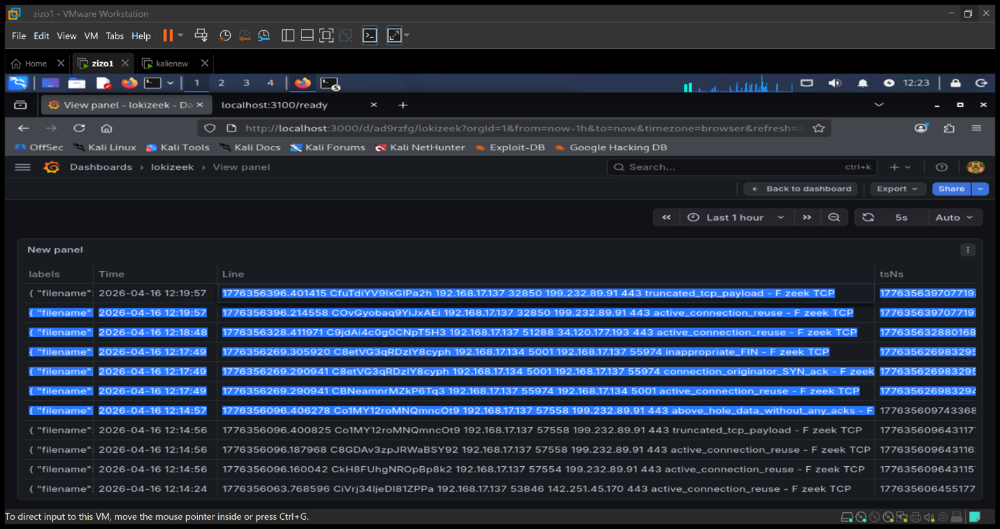 zizo1 - VMware Workstation
File Edit View VM Tabs Help
Home zizo1 kalienew
1 2 3 4 5 12:23
View panel - lokizeek - Da localhost:3100/ready
http://localhost:3000/d/ad9rzfg/lokizeek?orgId=1&from=now-1h&to=now&timezone=browser&refresh=
OffSec Kali Linux Kali Tools Kali Docs Kali Forums Kali NetHunter Exploit-DB Google Hacking DB
Dashboards › lokizeek › View panel Search... ctrl+k
Back to dashboard Export Share
Last 1 hour 5s Auto
New panel
labels Time Line tsNs
{ "filename": 2026-04-16 12:19:57 1776356396.401415 CfuTdiYV9IxGIPa2h 192.168.17.137 32850 199.232.89.91 443 truncated_tcp_payload - F zeek TCP 177635639707719
{ "filename": 2026-04-16 12:19:57 1776356396.214558 COvGyobaq9YiJxAEi 192.168.17.137 32850 199.232.89.91 443 active_connection_reuse - F zeek TCP 177635639707719
{ "filename": 2026-04-16 12:18:48 1776356328.411971 C9jdAi4c0g0CNpT5H3 192.168.17.137 51288 34.120.177.193 443 active_connection_reuse - F zeek TCP 177635632880168
{ "filename": 2026-04-16 12:17:49 1776356269.305920 C8etVG3qRDzIY8cyph 192.168.17.134 5001 192.168.17.137 55974 inappropriate_FIN - F zeek TCP 177635626983295
{ "filename": 2026-04-16 12:17:49 1776356269.290941 C8etVG3qRDzIY8cyph 192.168.17.134 5001 192.168.17.137 55974 connection_originator_SYN_ack - F zeek 177635626983295
{ "filename": 2026-04-16 12:17:49 1776356269.290941 CBNeamnrMZkP6Tq3 192.168.17.137 55974 192.168.17.134 5001 active_connection_reuse - F zeek TCP 177635626983294
{ "filename": 2026-04-16 12:14:57 1776356096.406278 Co1MY12roMNQmncOt9 192.168.17.137 57558 199.232.89.91 443 above_hole_data_without_any_acks - F 177635609743368
{ "filename": 2026-04-16 12:14:56 1776356096.400825 Co1MY12roMNQmncOt9 192.168.17.137 57558 199.232.89.91 443 truncated_tcp_payload - F zeek TCP 177635609643117
{ "filename": 2026-04-16 12:14:56 1776356096.187968 C8GDAv3zpJRWaBSY92 192.168.17.137 57558 199.232.89.91 443 active_connection_reuse - F zeek TCP 177635609643116
{ "filename": 2026-04-16 12:14:56 1776356096.160042 CkH8FUhgNROpBp8k2 192.168.17.137 57554 199.232.89.91 443 active_connection_reuse - F zeek TCP 177635609643115
{ "filename": 2026-04-16 12:14:24 1776356063.768596 CiVrj34IjeDI81ZPPa 192.168.17.137 53846 142.251.45.170 443 active_connection_reuse - F zeek TCP 177635606455177
To direct input to this VM, move the mouse pointer inside or press Ctrl+G.